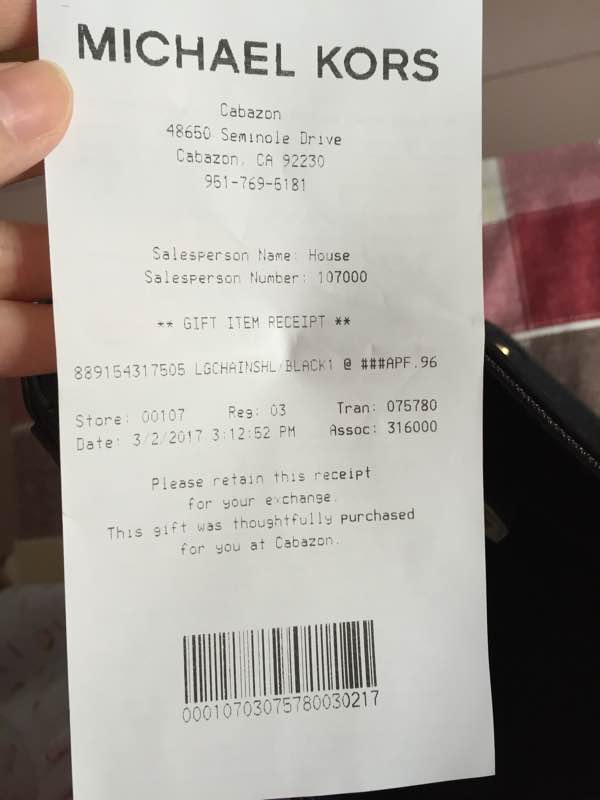 MICHAEL KORS
Cabazon
48650 Seminole Drive
Cabazon, CA 92230
951-769-5181
Salesperson Name: House
Salesperson Number: 107000
** GIFT ITEM RECEIPT **
889154317505 LGCHAINSHL/BLACK1 @ ###APF.96
Store: 00107 Reg: 03 Tran: 075780
Date: 3/2/2017 3:12:52 PM Assoc: 316000
Please retain this receipt
for your exchange.
This gift was thoughtfully purchased
for you at Cabazon.
00010703075780030217